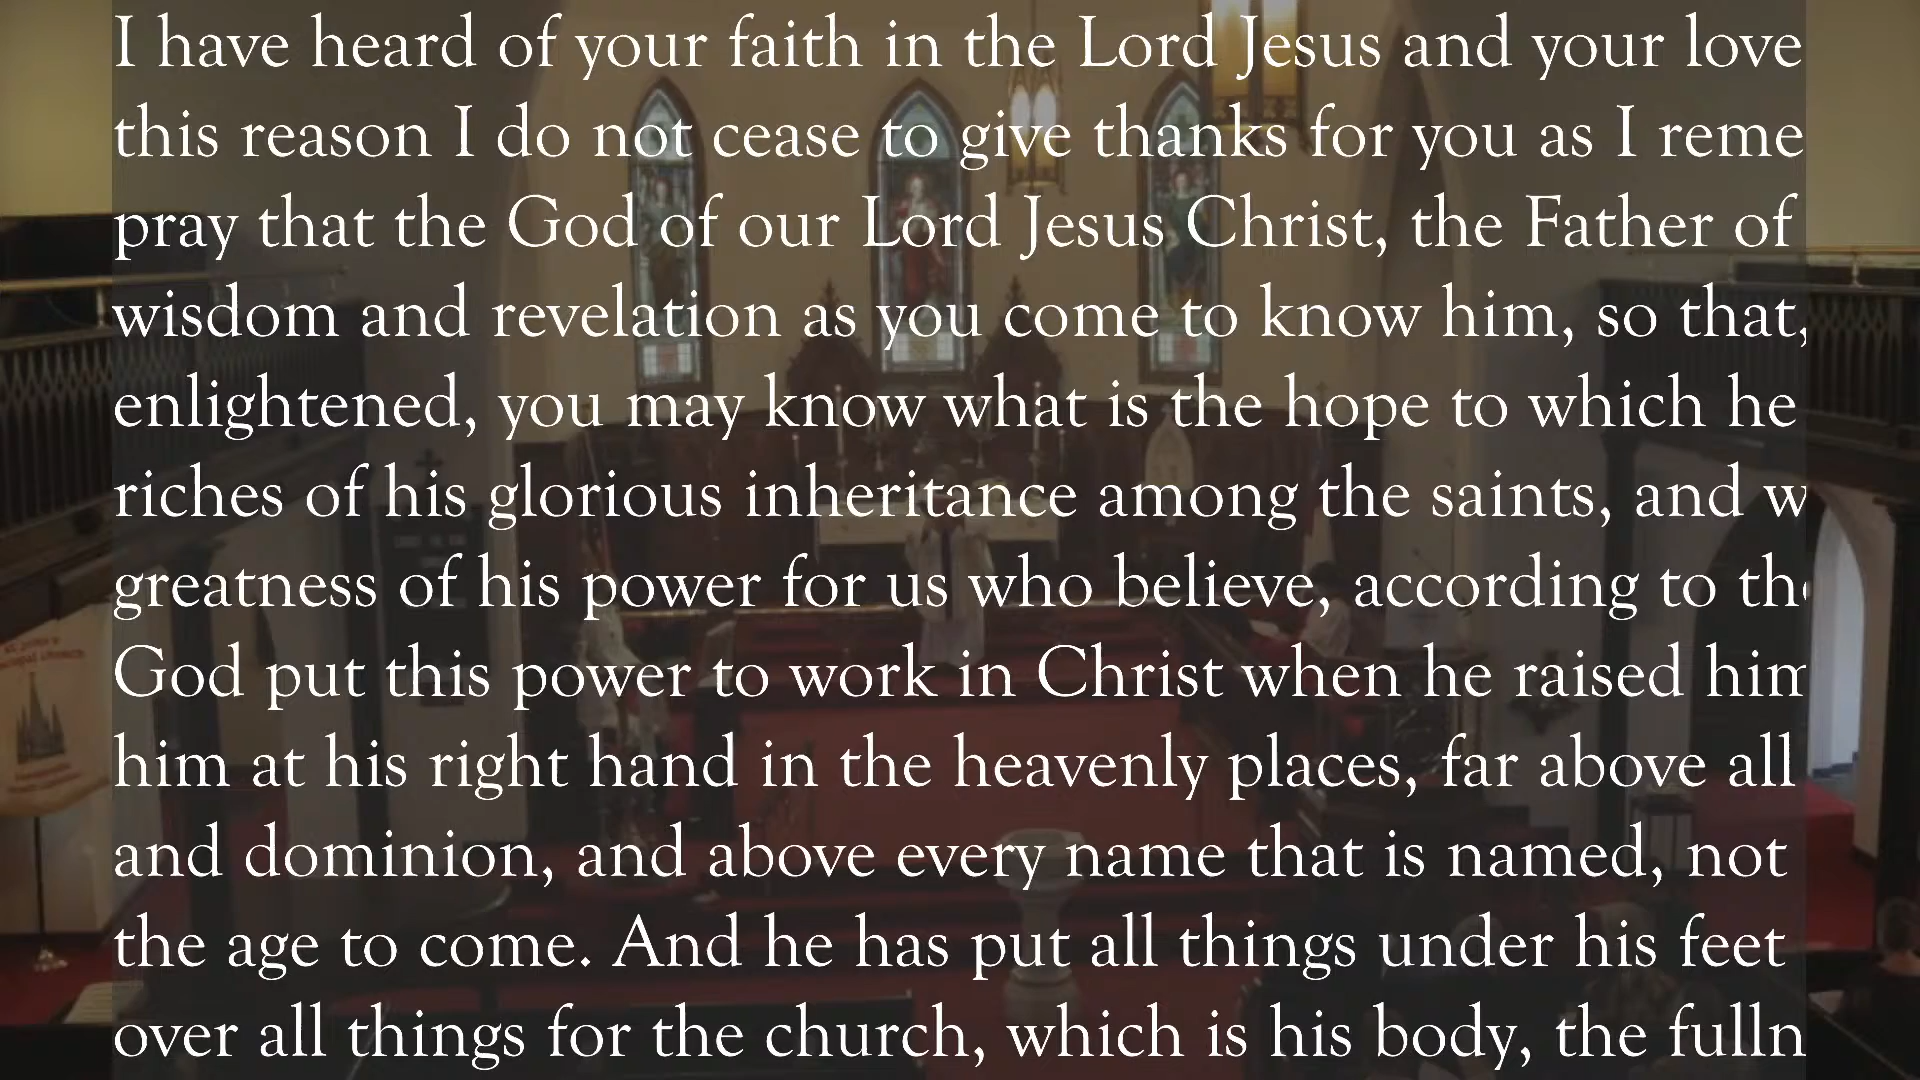 I have heard of your faith in the Lord Jesus and your love
this reason I do not cease to give thanks for you as I reme
pray that the God of our Lord Jesus Christ, the Father of
wisdom and revelation as you come to know him, so that,
enlightened, you may know what is the hope to which he
riches of his glorious inheritance among the saints, and w
greatness of his power for us who believe, according to th
God put this power to work in Christ when he raised him
him at his right hand in the heavenly places, far above all
and dominion, and above every name that is named, not
the age to come. And he has put all things under his feet
over all things for the church, which is his body, the fulln